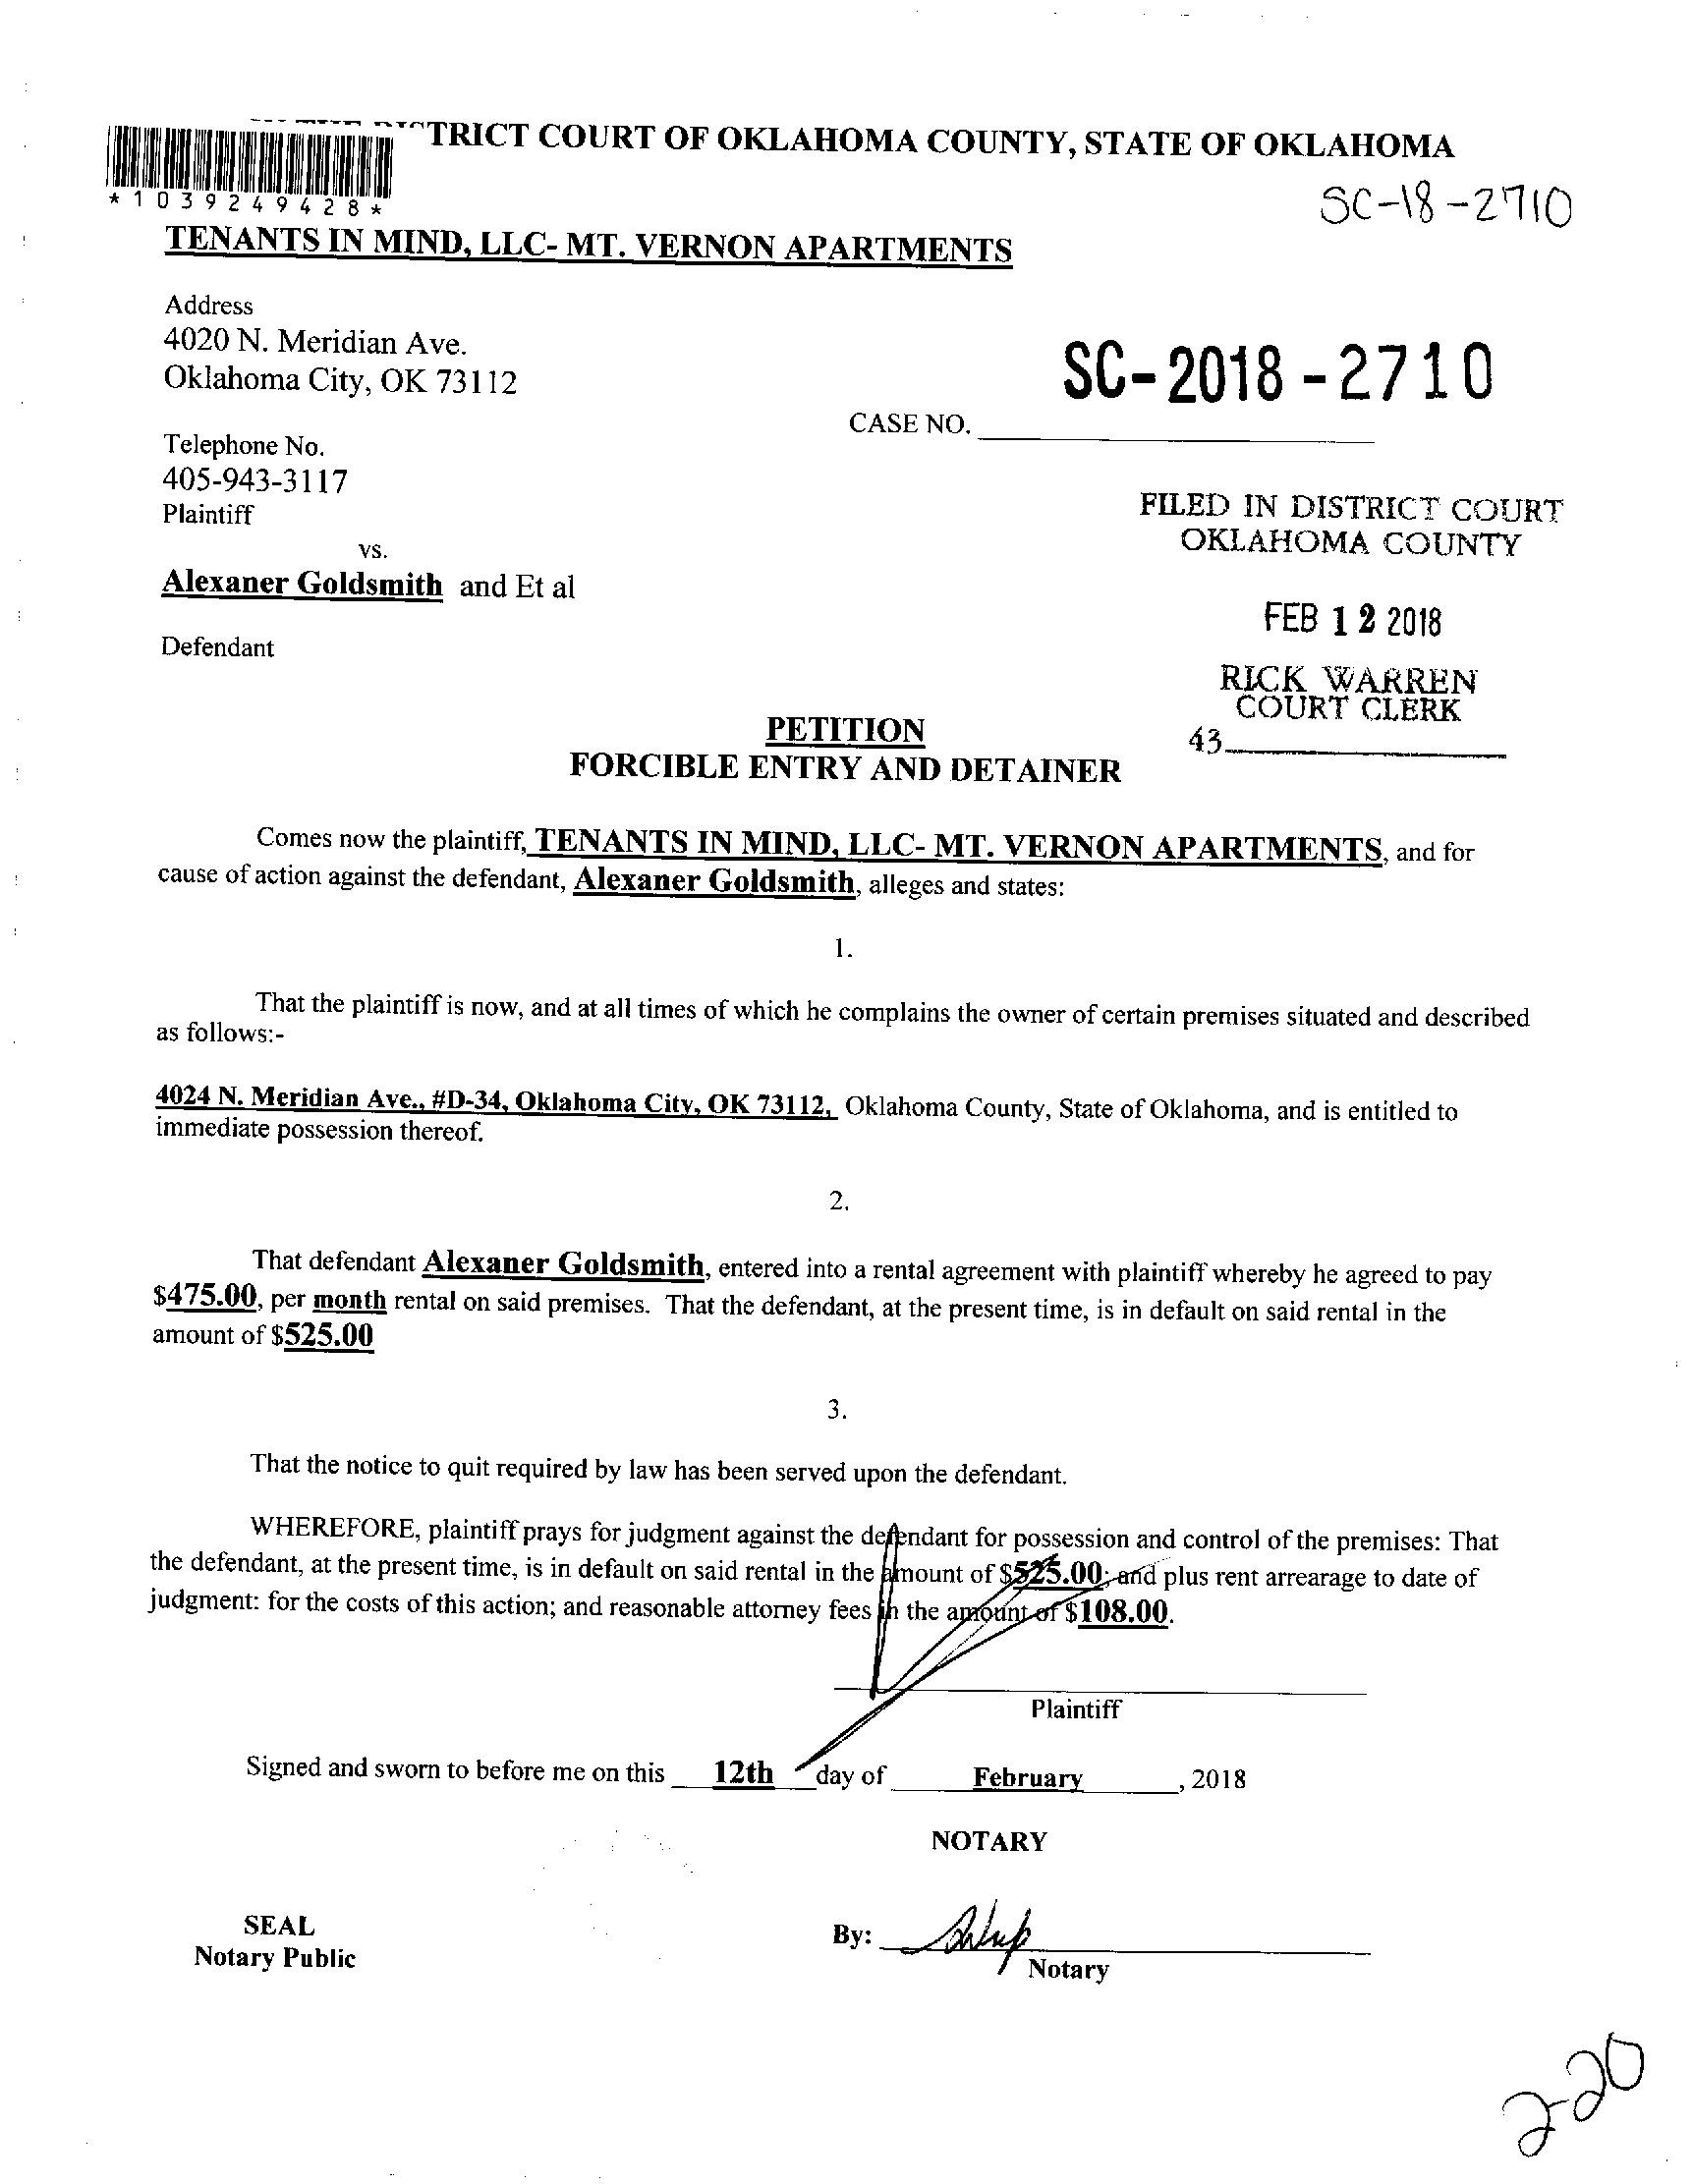 TRICT COURT OF OKLAHOMA COUNTY, STATE OF OKLAHOMA
*1039249428*
SC-18-2710
TENANTS IN MIND, LLC- MT. VERNON APARTMENTS
Address
4020 N. Meridian Ave.
Oklahoma City, OK 73112
SC-2018-2710
CASE NO.
Telephone No.
405-943-3117
Plaintiff
FILED IN DISTRICT COURT
OKLAHOMA COUNTY
vs.
Alexaner Goldsmith and Et al
FEB 12 2018
Defendant
RICK WARREN
COURT CLERK
43
PETITION
FORCIBLE ENTRY AND DETAINER
Comes now the plaintiff, TENANTS IN MIND, LLC- MT. VERNON APARTMENTS, and for
cause of action against the defendant, Alexaner Goldsmith, alleges and states:
1.
That the plaintiff is now, and at all times of which he complains the owner of certain premises situated and described
as follows:-
4024 N. Meridian Ave., #D-34, Oklahoma City, OK 73112, Oklahoma County, State of Oklahoma, and is entitled to
immediate possession thereof.
2.
That defendant Alexaner Goldsmith, entered into a rental agreement with plaintiff whereby he agreed to pay
$475.00, per month rental on said premises. That the defendant, at the present time, is in default on said rental in the
amount of $525.00
3.
That the notice to quit required by law has been served upon the defendant.
WHEREFORE, plaintiff prays for judgment against the defendant for possession and control of the premises: That
the defendant, at the present time, is in default on said rental in the amount of $525.00; and plus rent arrearage to date of
judgment: for the costs of this action; and reasonable attorney fees in the amount of $108.00.
Plaintiff
Signed and sworn to before me on this 12th day of February, 2018
NOTARY
SEAL
Notary Public
By:
Notary
2-20